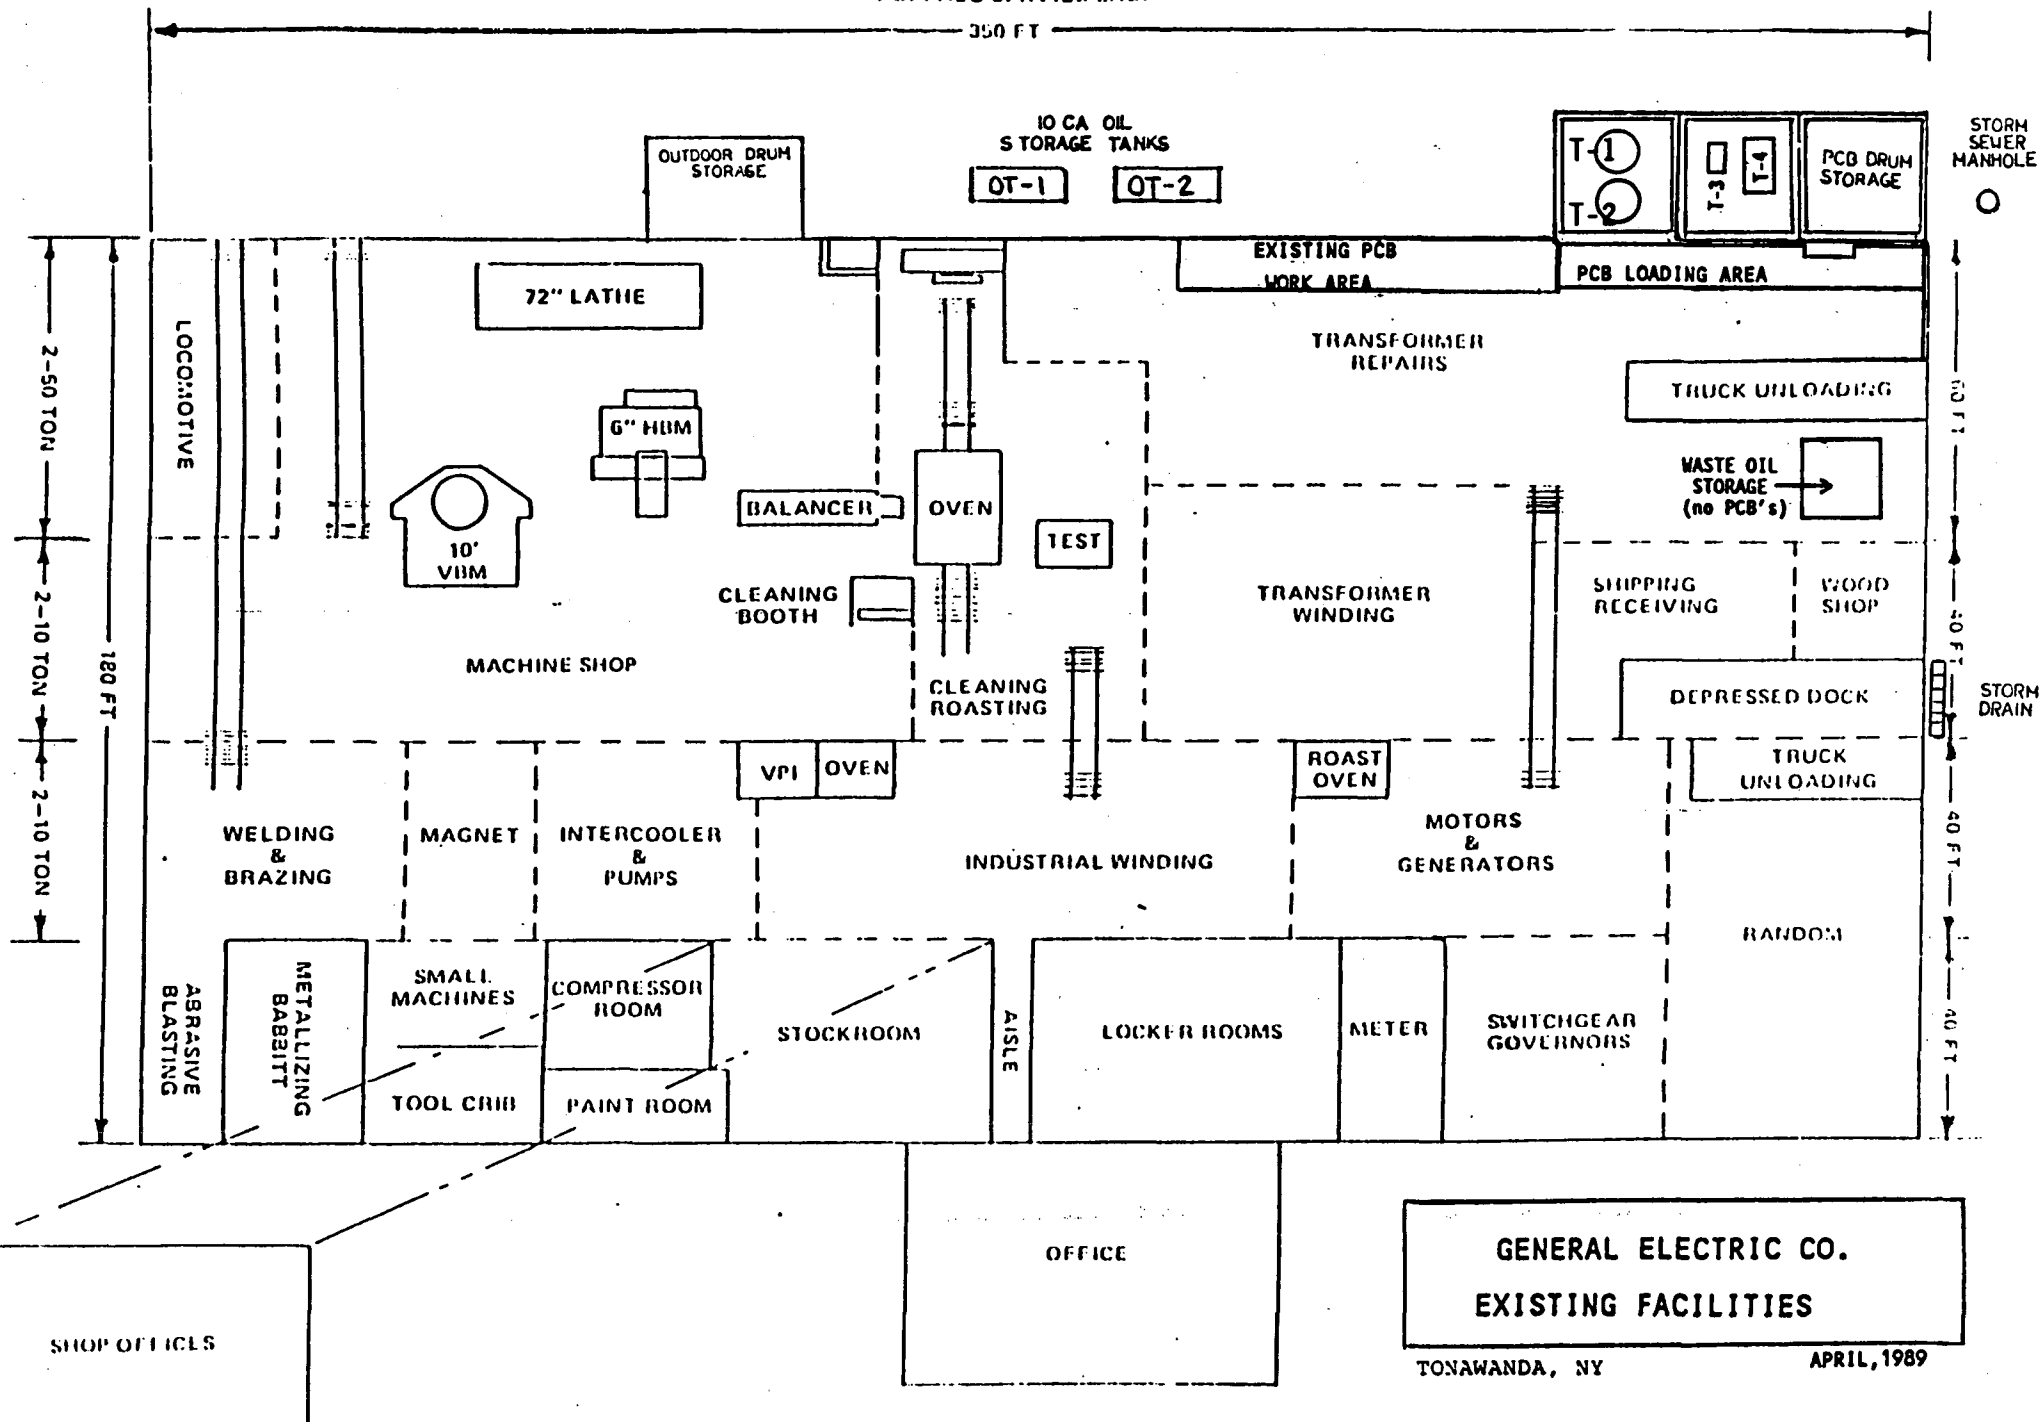 350 FT
10 CA OIL
STORAGE TANKS
OT-1
OT-2
OUTDOOR DRUM
STORAGE
T-1
T-2
T-3
T-4
PCB DRUM
STORAGE
STORM
SEWER
MANHOLE
EXISTING PCB
WORK AREA
PCB LOADING AREA
72" LATHE
LOCOMOTIVE
2-50 TON
180 FT
TRANSFORMER
REPAIRS
TRUCK UNLOADING
60 FT
6" HBM
WASTE OIL
STORAGE
(no PCB's)
BALANCER
OVEN
TEST
10'
VBM
CLEANING
BOOTH
TRANSFORMER
WINDING
SHIPPING
RECEIVING
WOOD
SHOP
2-10 TON
40 FT
MACHINE SHOP
CLEANING
ROASTING
DEPRESSED DOCK
STORM
DRAIN
VPI
OVEN
ROAST
OVEN
TRUCK
UNLOADING
2-10 TON
40 FT
WELDING
&
BRAZING
MAGNET
INTERCOOLER
&
PUMPS
INDUSTRIAL WINDING
MOTORS
&
GENERATORS
RANDOM
ABRASIVE
BLASTING
METALLIZING
BABBITT
SMALL
MACHINES
COMPRESSOR
ROOM
STOCKROOM
AISLE
LOCKER ROOMS
METER
SWITCHGEAR
GOVERNORS
40 FT
TOOL CRIB
PAINT ROOM
OFFICE
SHOP OFFICES
GENERAL ELECTRIC CO.
EXISTING FACILITIES
TONAWANDA, NY
APRIL, 1989